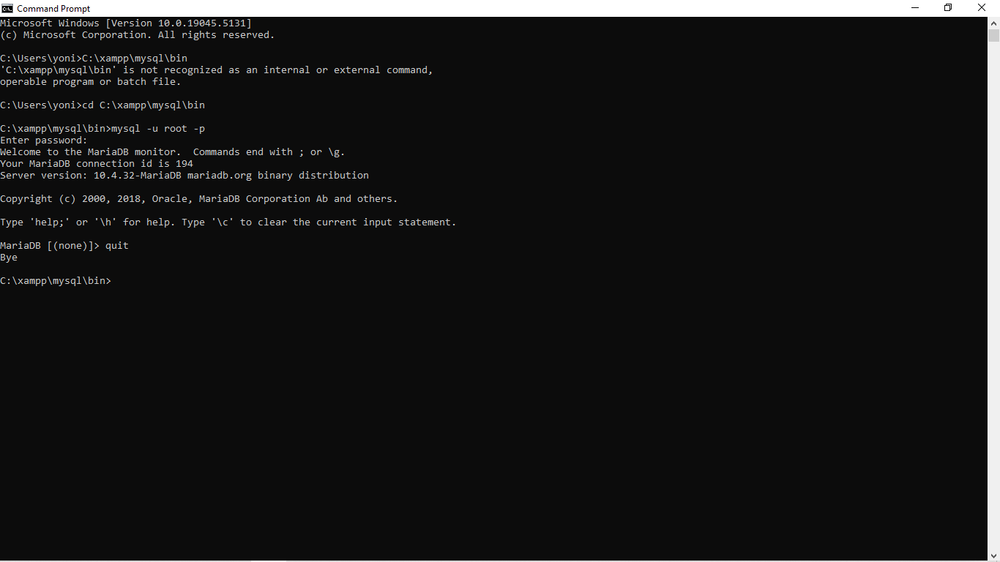 Command Prompt
Microsoft Windows [Version 10.0.19045.5131]
(c) Microsoft Corporation. All rights reserved.
C:\Users\yoni>C:\xampp\mysql\bin
'C:\xampp\mysql\bin' is not recognized as an internal or external command,
operable program or batch file.
C:\Users\yoni>cd C:\xampp\mysql\bin
C:\xampp\mysql\bin>mysql -u root -p
Enter password:
Welcome to the MariaDB monitor.  Commands end with ; or \g.
Your MariaDB connection id is 194
Server version: 10.4.32-MariaDB mariadb.org binary distribution
Copyright (c) 2000, 2018, Oracle, MariaDB Corporation Ab and others.
Type 'help;' or '\h' for help. Type '\c' to clear the current input statement.
MariaDB [(none)]> quit
Bye
C:\xampp\mysql\bin>